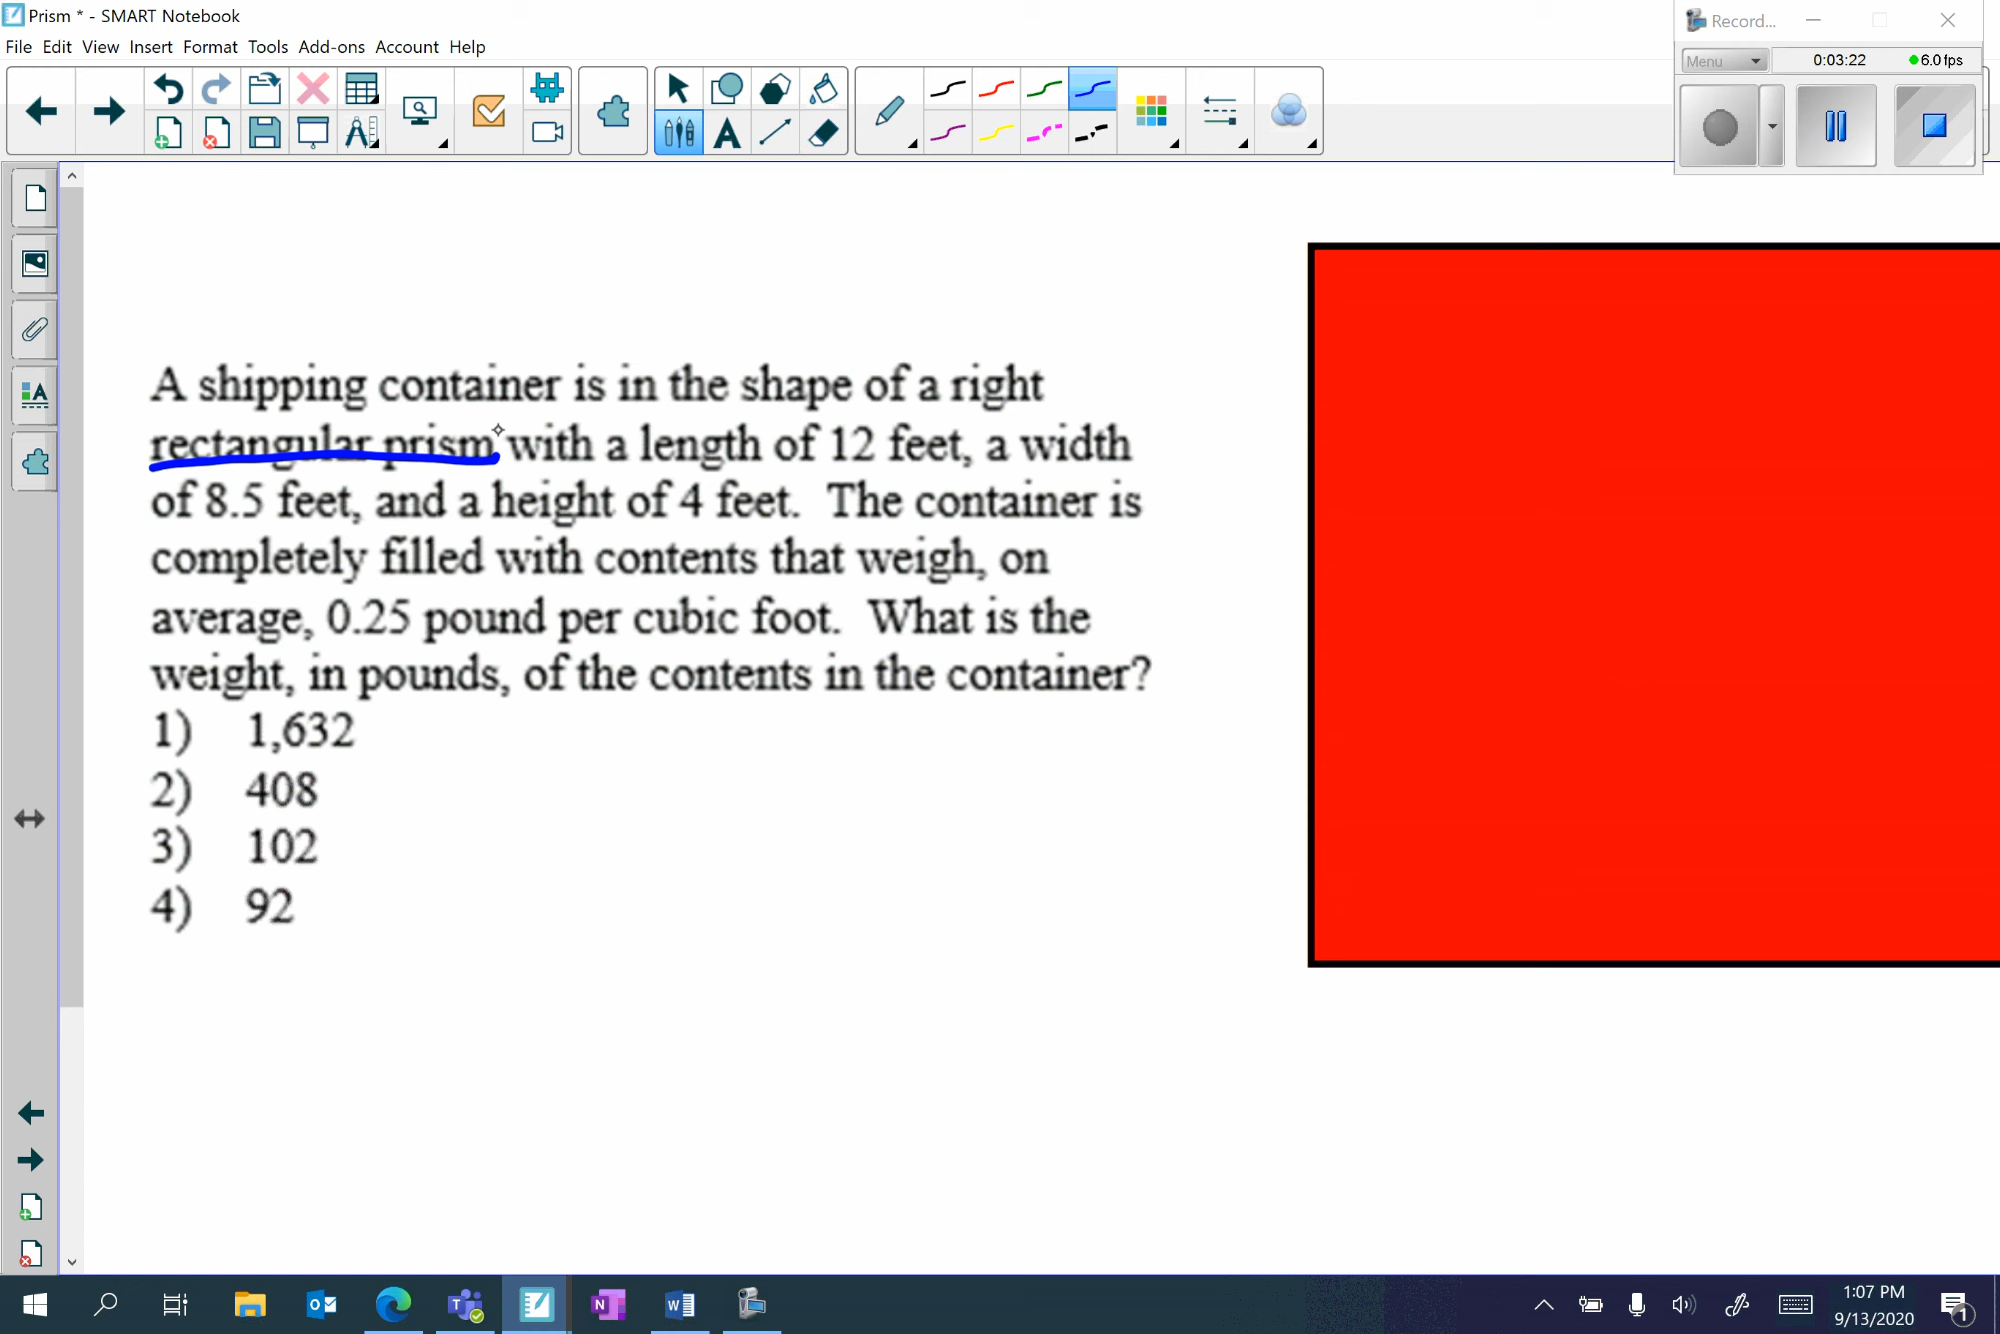 Prism * - SMART Notebook
Record...
File Edit View Insert Format Tools Add-ons Account Help
Menu
0:03:22
6.0 fps
A shipping container is in the shape of a right
rectangular prism with a length of 12 feet, a width
of 8.5 feet, and a height of 4 feet. The container is
completely filled with contents that weigh, on
average, 0.25 pound per cubic foot. What is the
weight, in pounds, of the contents in the container?
1) 1,632
2) 408
3) 102
4) 92
1:07 PM
9/13/2020
1